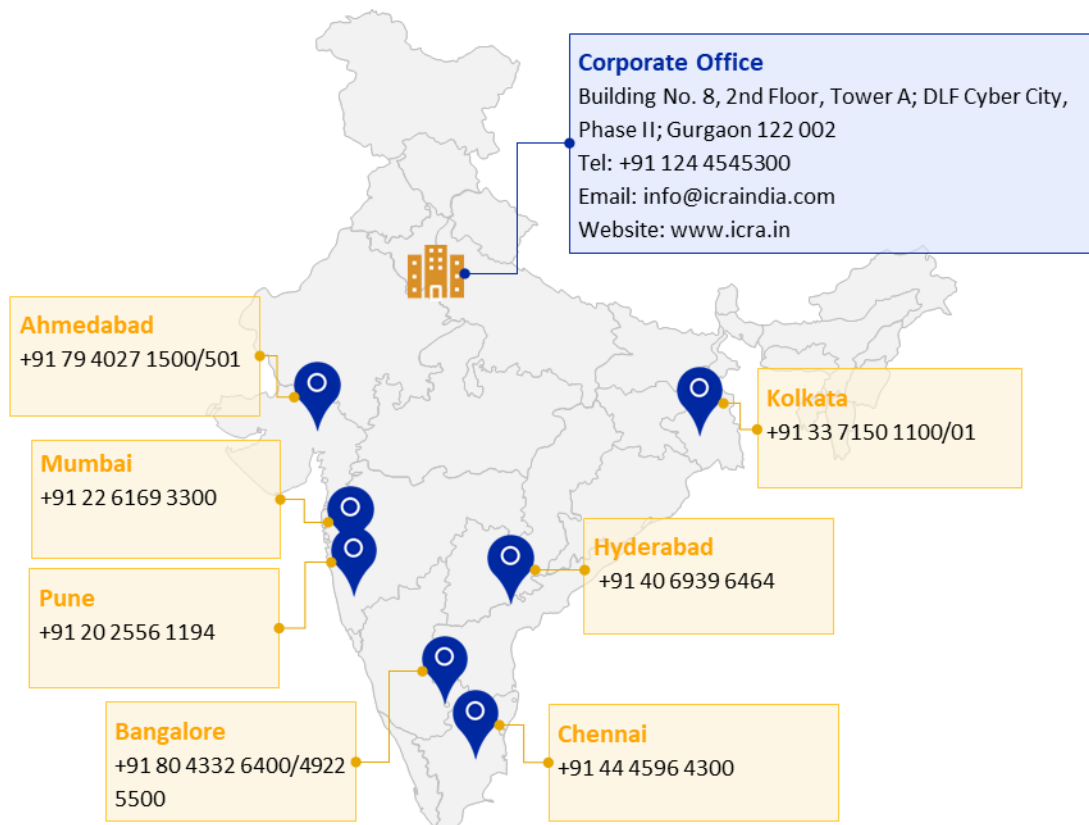 Corporate Office
Building No. 8, 2nd Floor, Tower A; DLF Cyber City,
Phase II; Gurgaon 122 002
Tel: +91 124 4545300
Email: info@icraindia.com
Website: www.icra.in
Ahmedabad
+91 79 4027 1500/501
Kolkata
+91 33 7150 1100/01
Mumbai
+91 22 6169 3300
Hyderabad
+91 40 6939 6464
Pune
+91 20 2556 1194
Bangalore
+91 80 4332 6400/4922
5500
Chennai
+91 44 4596 4300